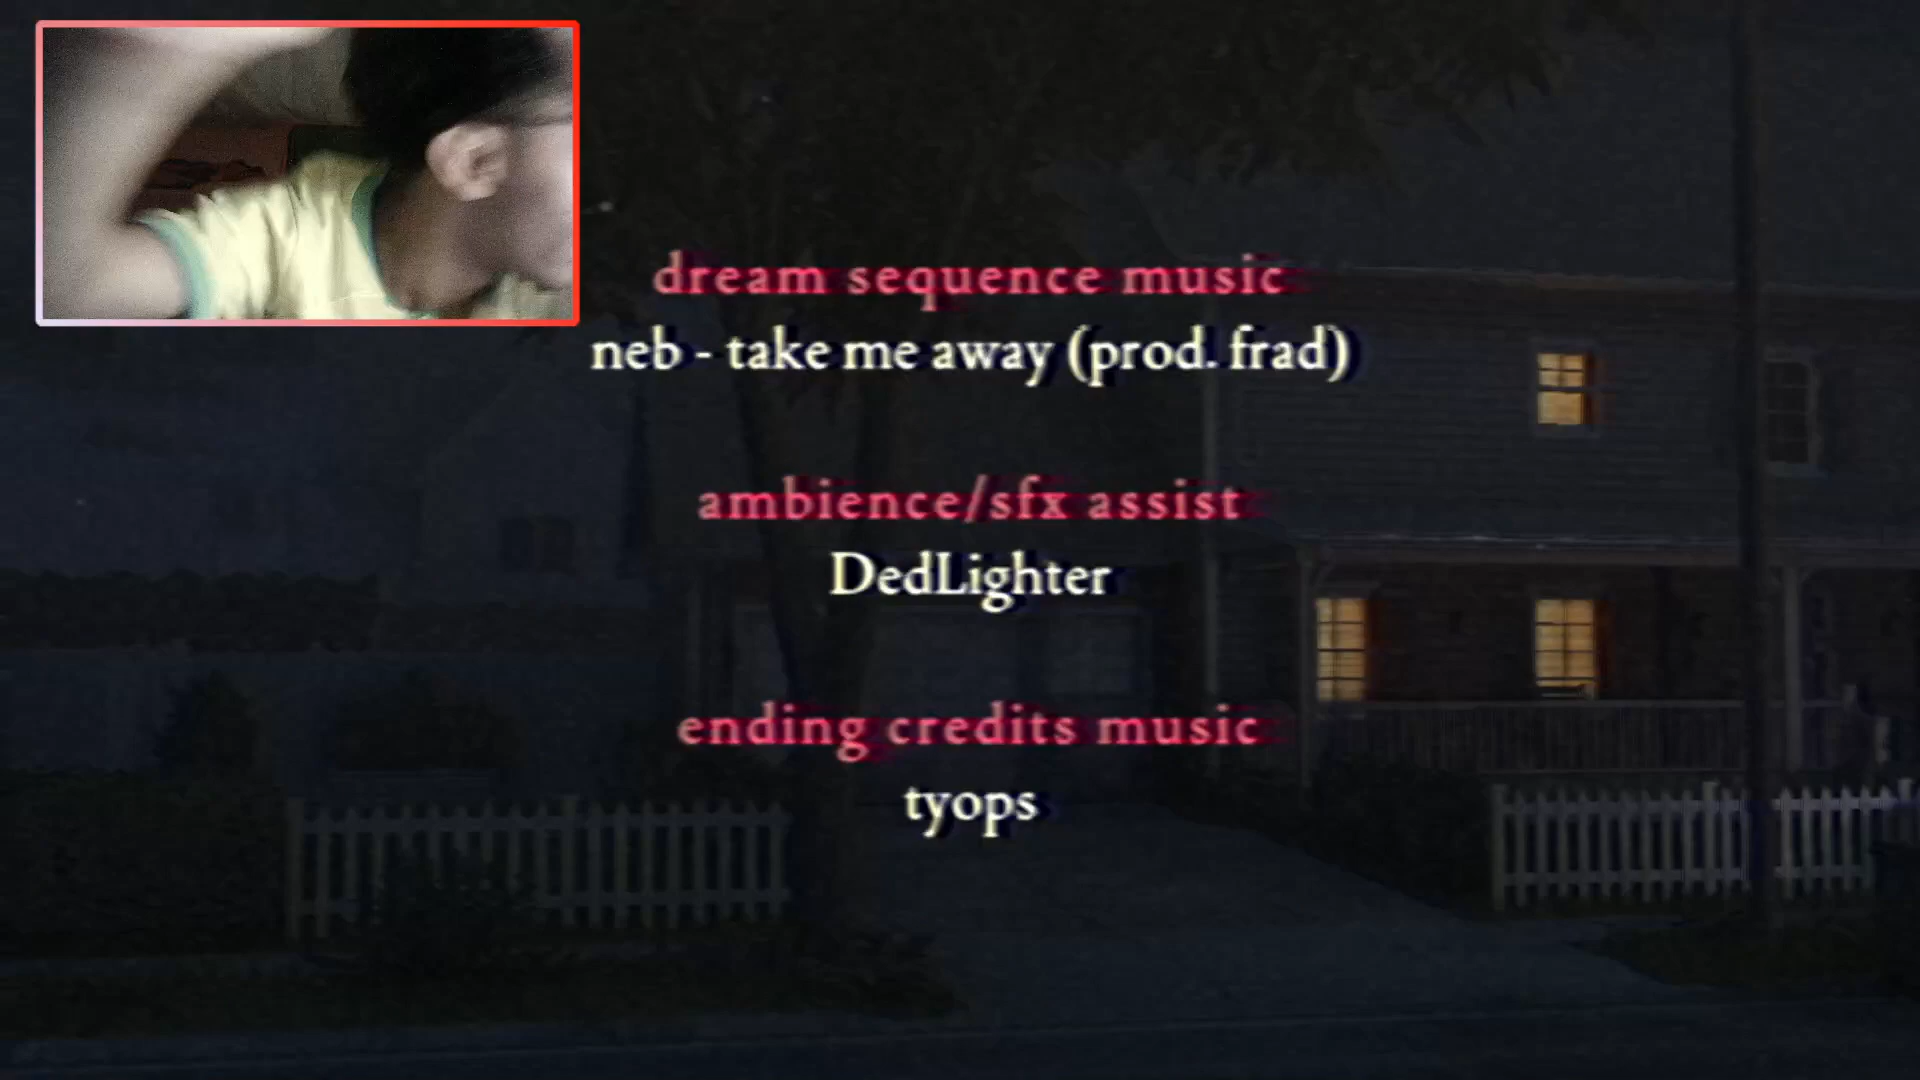 dream sequence music
neb - take me away (prod. frad)
ambience/sfx assist
DedLighter
ending credits music
tyops